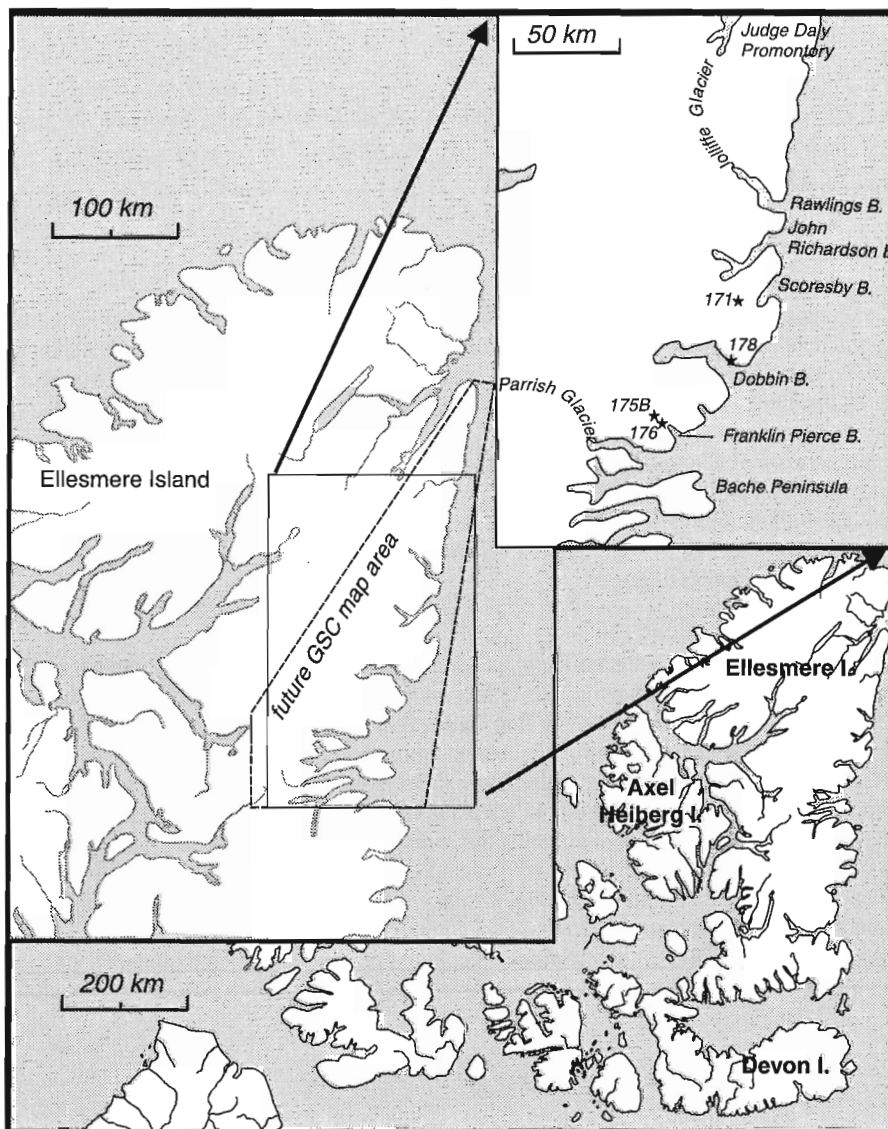 50 km
Judge Daly
Promontory
Jolliffe Glacier
Rawlings B.
John
Richardson B
Scoresby B.
171
178
Dobbin B.
175B
176
Franklin Pierce B.
Parrish Glacier
Bache Peninsula
100 km
Ellesmere Island
future GSC map area
Ellesmere I.
Axel
Heiberg I.
200 km
Devon I.